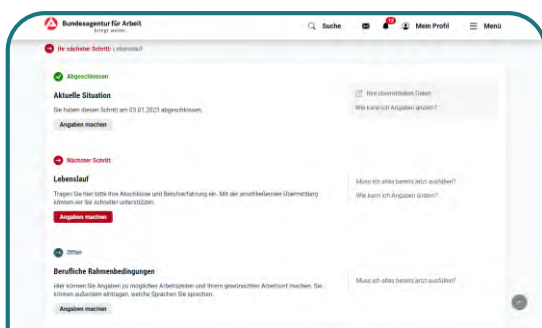 Bundesagentur für Arbeit
bringt weiter.
Suche
12
Mein Profil
Menü
Ihr nächster Schritt: Lebenslauf
Abgeschlossen
Aktuelle Situation
Sie haben diesen Schritt am 03.01.2023 abgeschlossen.
Angaben machen
Ihre übermittelten Daten
Wie kann ich Angaben ändern?
Nächster Schritt
Lebenslauf
Tragen Sie hier bitte Ihre Abschlüsse und Berufserfahrung ein. Mit der anschließenden Übermittlung
können wir Sie schneller unterstützen.
Angaben machen
Muss ich alles bereits jetzt ausfüllen?
Wie kann ich Angaben ändern?
Offen
Berufliche Rahmenbedingungen
Hier können Sie Angaben zu möglichen Arbeitszeiten und Ihrem gewünschten Arbeitsort machen. Sie
können außerdem eintragen, welche Sprachen Sie sprechen.
Angaben machen
Muss ich alles bereits jetzt ausfüllen?